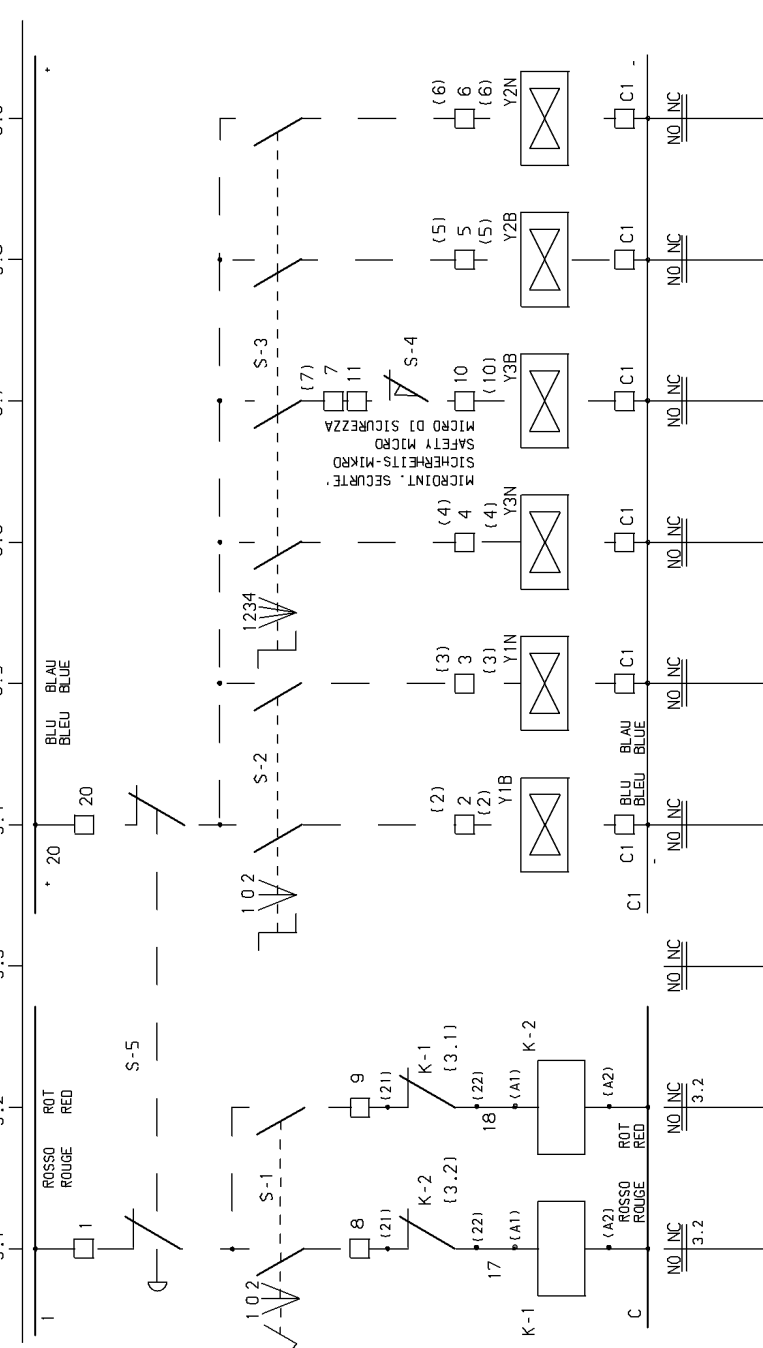 1
ROSSO ROT
ROUGE RED
+
20
BLU BLAU
BLEU BLUE
+
1
20
S-5
S-1
S-2
S-3
1 0 2
1 0 2
1234
8
9
(21)
(21)
K-2
(3.2)
K-1
(3.1)
(7)
7
11
S-4
MICRO DI SICUREZZA
SAFETY MICRO
SICHERHEITS-MIKRO
MICROINT. SECURTE'
(2)
2
(2)
(3)
3
(3)
(4)
4
(4)
10
(10)
(5)
5
(5)
(6)
6
(6)
(22)
17
(A1)
(22)
18
(A1)
K-1
K-2
Y1B
Y1N
Y3N
Y3B
Y2B
Y2N
(A2)
(A2)
ROSSO ROT
ROUGE RED
C
C1
C1
BLU BLAU
BLEU BLUE
C1
C1
C1
C1
C1
-
-
NO NC
3.2
NO NC
3.2
NO NC
NO NC
NO NC
NO NC
NO NC
NO NC
NO NC